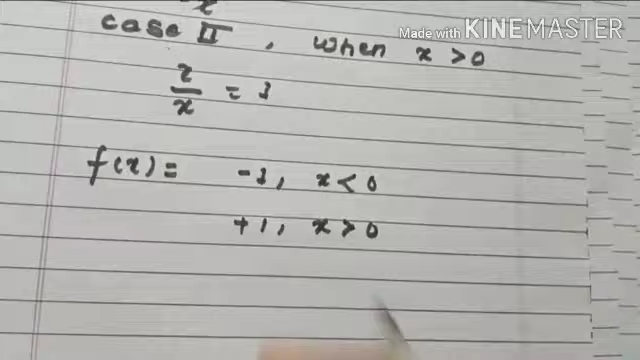 Made with KINEMASTER
x
case II, when x > 0
x/x = 1
f(x) = -1, x < 0
+1, x > 0